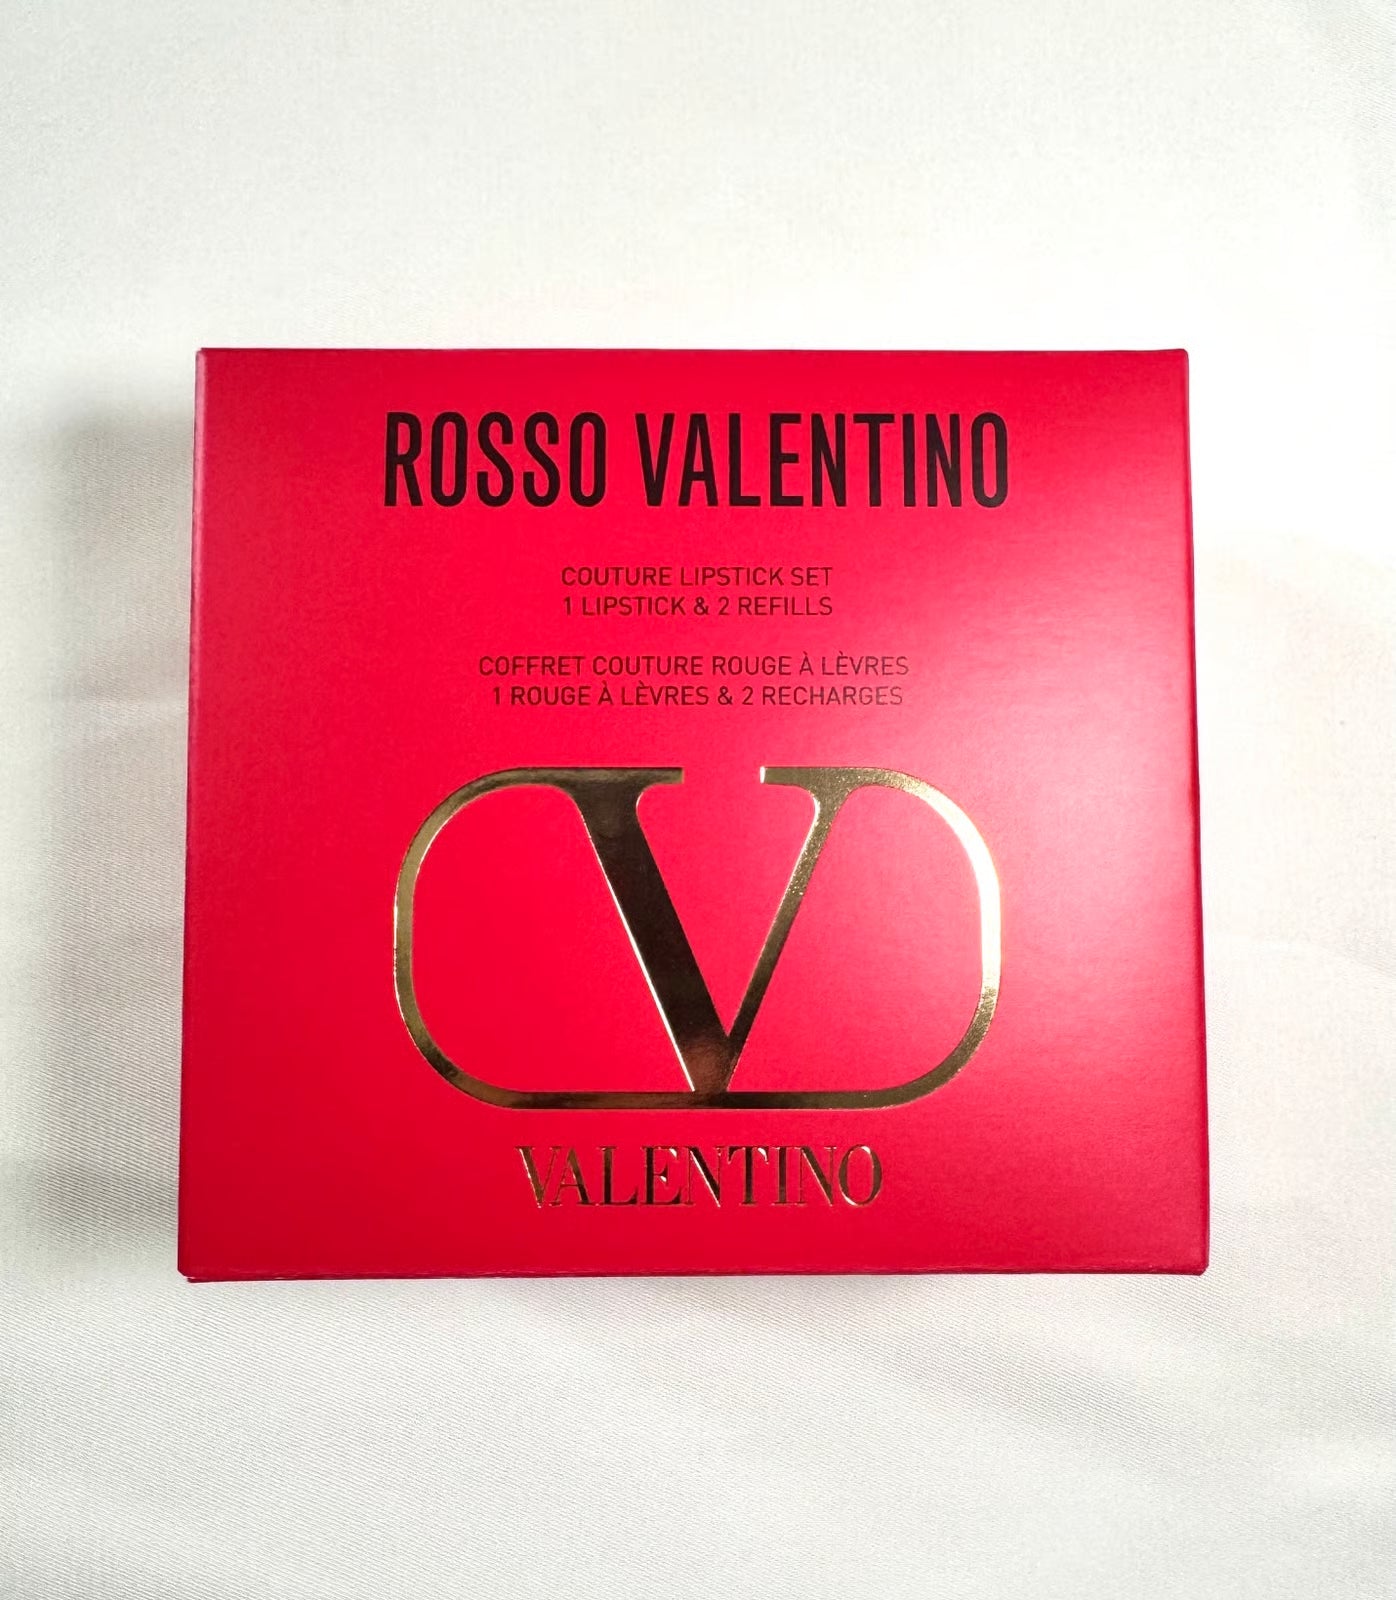 ROSSO VALENTINO
COUTURE LIPSTICK SET
1 LIPSTICK & 2 REFILLS
COFFRET COUTURE ROUGE À LÈVRES
1 ROUGE À LÈVRES & 2 RECHARGES
V
VALENTINO